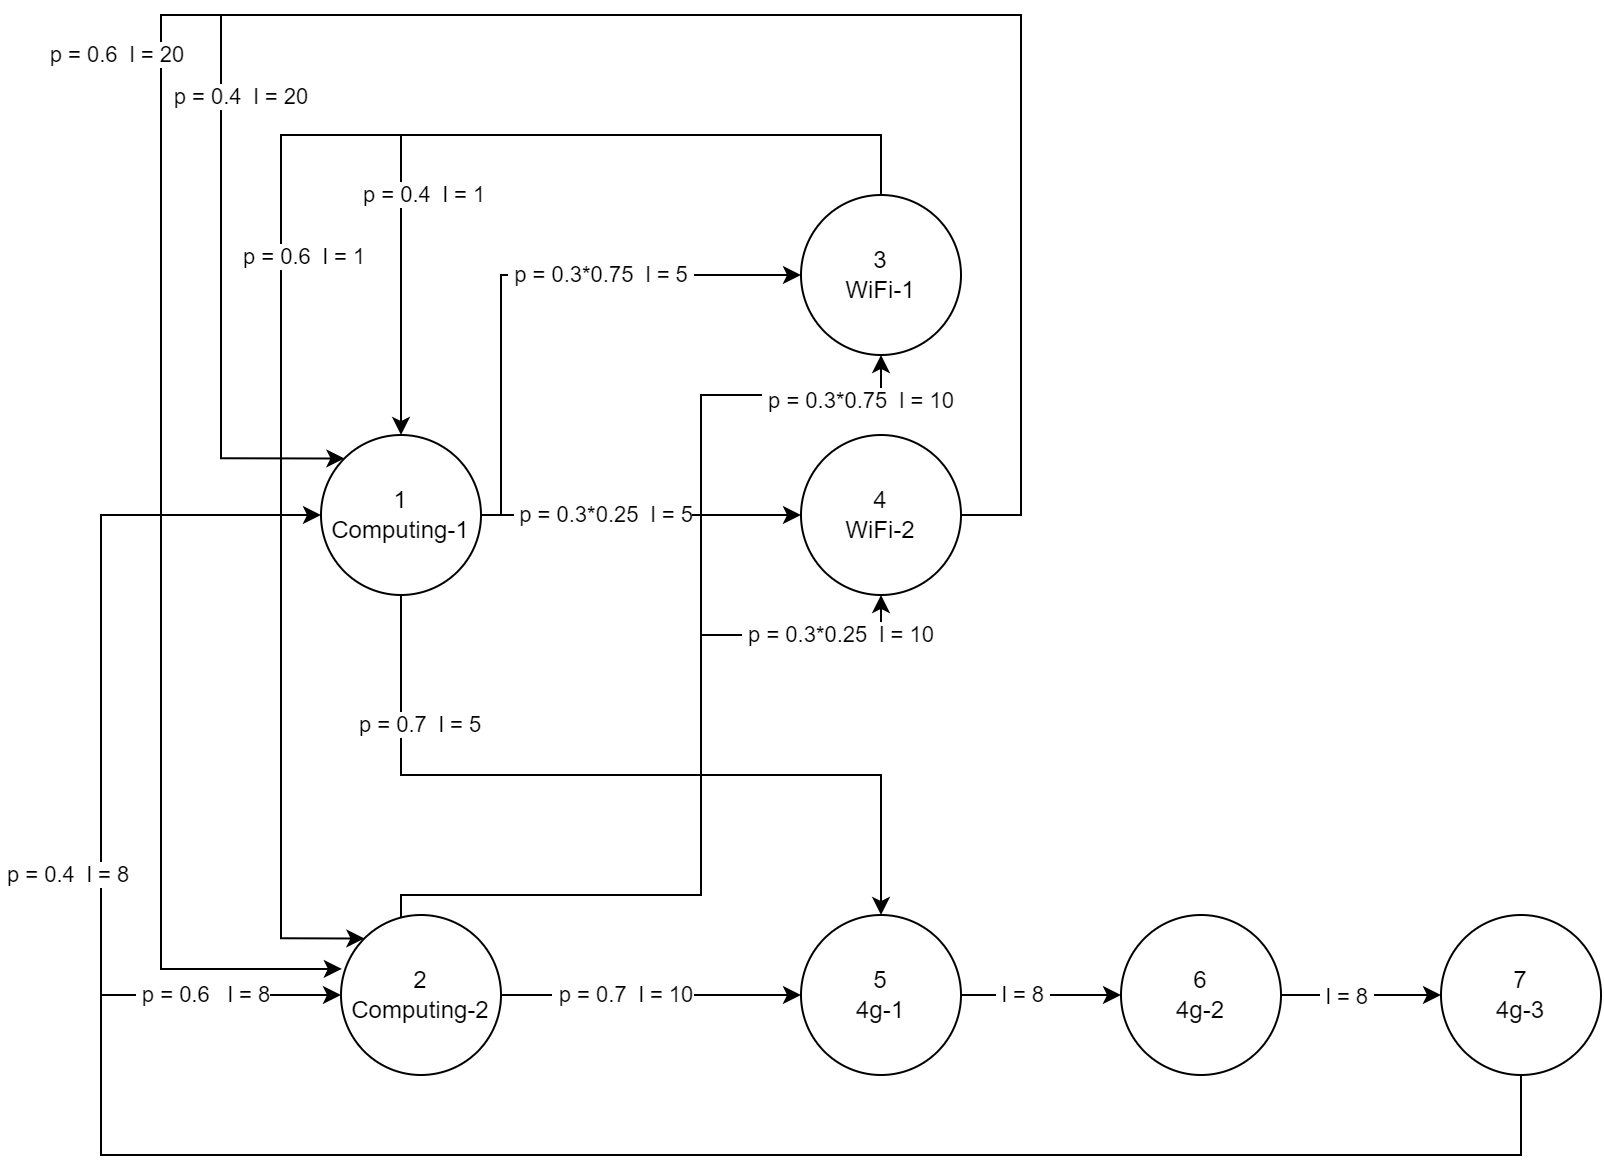 p = 0.6  l = 20
p = 0.4  l = 20
p = 0.4  l = 1
p = 0.6  l = 1
p = 0.3*0.75  l = 5
3
WiFi-1
p = 0.3*0.75  l = 10
1
Computing-1
p = 0.3*0.25  l = 5
4
WiFi-2
p = 0.3*0.25  l = 10
p = 0.7  l = 5
p = 0.4  l = 8
p = 0.6  l = 8
2
Computing-2
p = 0.7  l = 10
5
4g-1
l = 8
6
4g-2
l = 8
7
4g-3